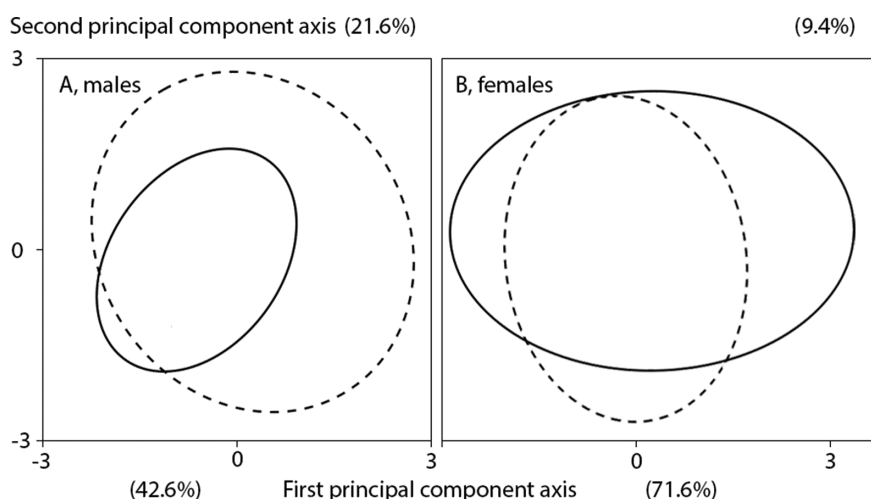 Second principal component axis (21.6%) (9.4%)
3
A, males B, females
0
-3
-3 0 3 0 3
(42.6%) First principal component axis (71.6%)